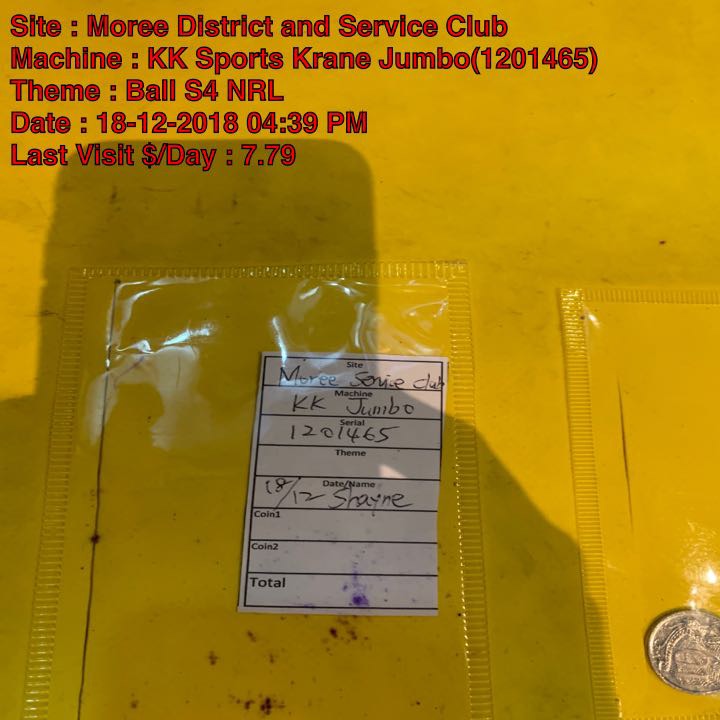 Site : Moree District and Service Club
Machine : KK Sports Krane Jumbo(1201465)
Theme : Ball S4 NRL
Date : 18-12-2018 04:39 PM
Last Visit $/Day : 7.79
Site
Moree Service Club
Machine
KK Jumbo
Serial
1201465
Theme
Date/Name
18/12 Shayne
Coin1
Coin2
Total